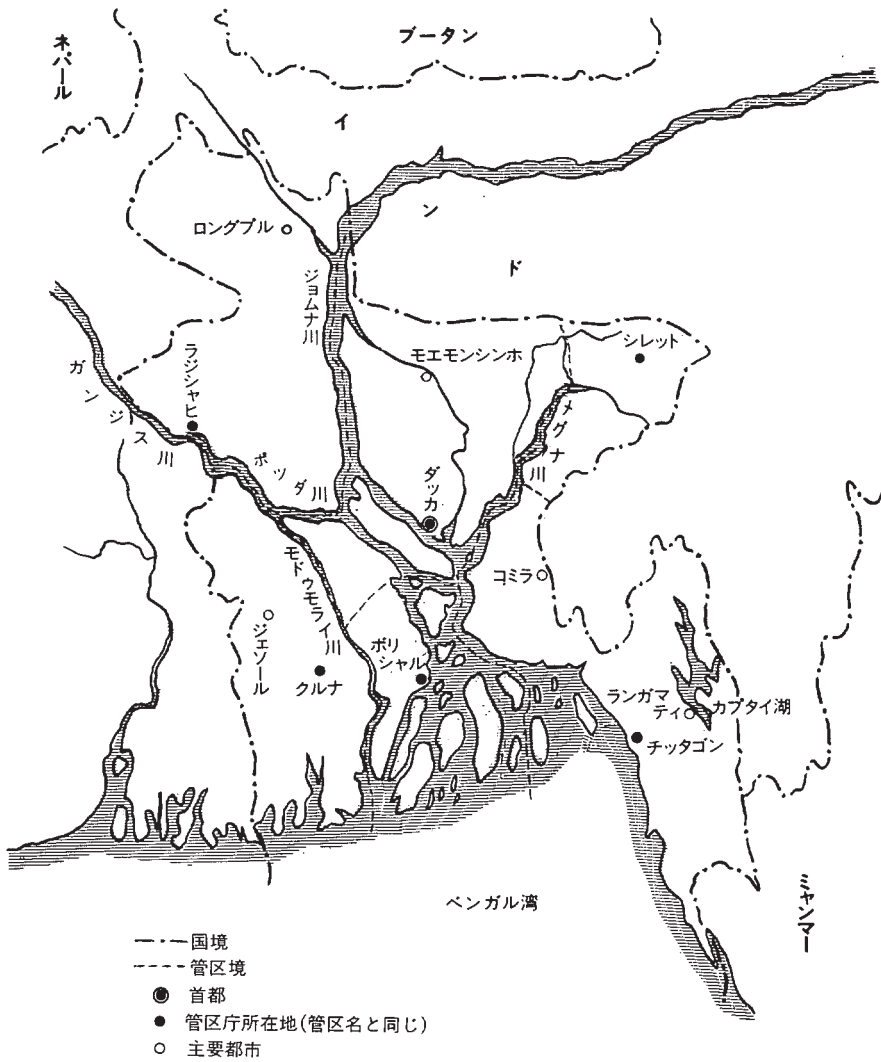 ネパール
ブータン
インド
ロングプル
ジョムナ川
モエモンシンホ
シレット
ラジシャヒ
ガンジス川
メグナ川
ポッダ川
ダッカ
コミラ
モドゥモライ川
ジェソール
ボリ
シャル
クルナ
ランガマ
ティ
カプタイ湖
チッタゴン
ミャンマー
ベンガル湾
国境
管区境
首都
管区庁所在地(管区名と同じ)
主要都市